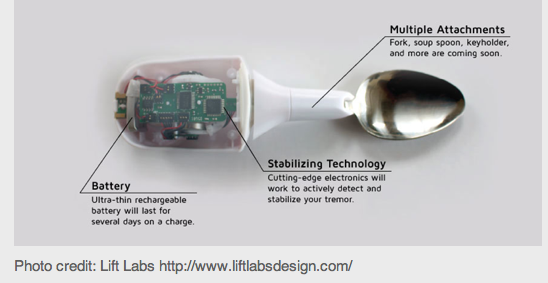 Multiple Attachments
Fork, soup spoon, keyholder,
and more are coming soon.
Stabilizing Technology
Cutting-edge electronics will
work to actively detect and
stabilize your tremor.
Battery
Ultra-thin rechargeable
battery will last for
several days on a charge.
Photo credit: Lift Labs http://www.liftlabsdesign.com/